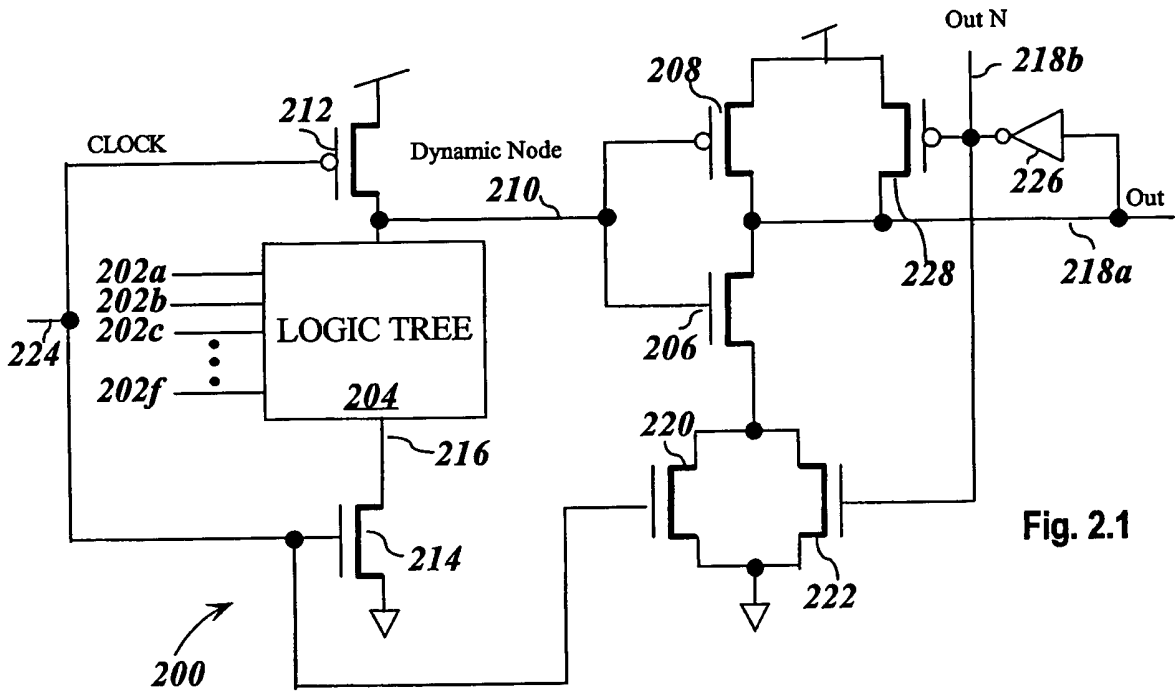 Out N
208
218b
212
CLOCK
Dynamic Node
210
226
Out
228
218a
202a
202b
202c
202f
LOGIC TREE
204
224
206
216
220
214
222
Fig. 2.1
200